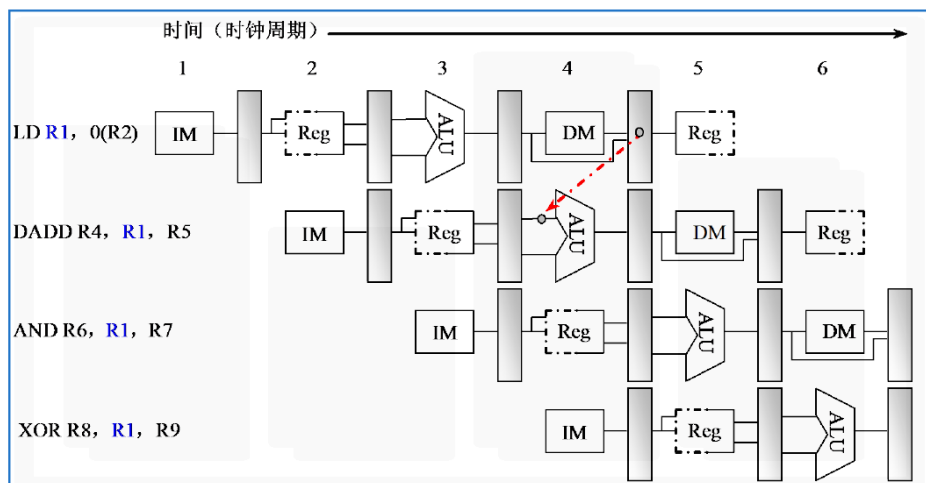 时间（时钟周期）
1 2 3 4 5 6
LD R1，0(R2) IM Reg ALU DM Reg
DADD R4，R1，R5 IM Reg ALU DM Reg
AND R6，R1，R7 IM Reg ALU DM
XOR R8，R1，R9 IM Reg ALU